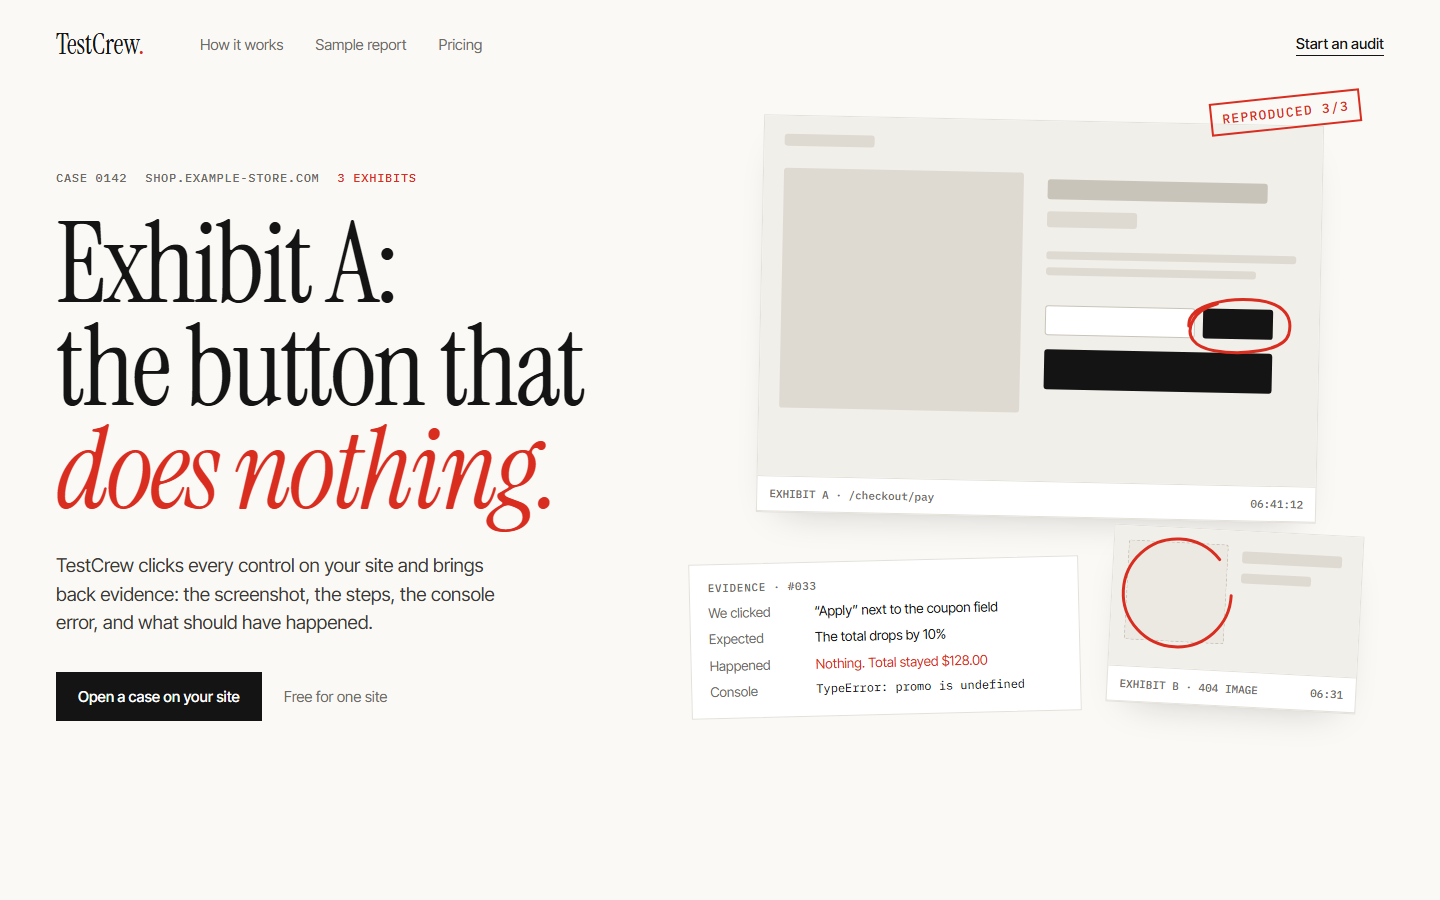 TestCrew.
How it works
Sample report
Pricing
Start an audit
REPRODUCED 3/3
CASE 0142 SHOP.EXAMPLE-STORE.COM 3 EXHIBITS
Exhibit A:
the button that
does nothing.
TestCrew clicks every control on your site and brings
back evidence: the screenshot, the steps, the console
error, and what should have happened.
Open a case on your site
Free for one site
EXHIBIT A · /checkout/pay
06:41:12
EVIDENCE · #033
We clicked “Apply” next to the coupon field
Expected The total drops by 10%
Happened Nothing. Total stayed $128.00
Console TypeError: promo is undefined
EXHIBIT B · 404 IMAGE
06:31